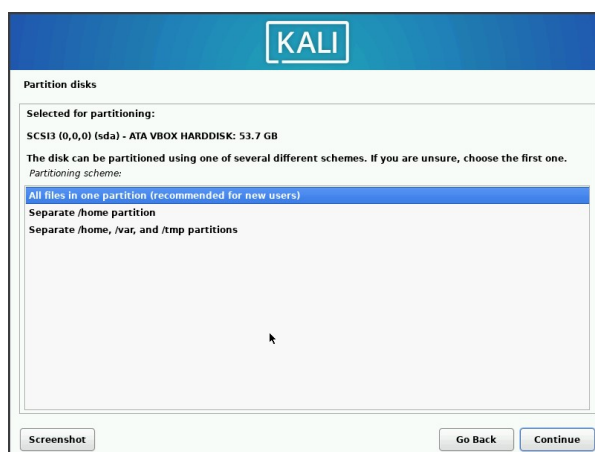 KALI
Partition disks
Selected for partitioning:
SCSI3 (0,0,0) (sda) - ATA VBOX HARDDISK: 53.7 GB
The disk can be partitioned using one of several different schemes. If you are unsure, choose the first one.
Partitioning scheme:
All files in one partition (recommended for new users)
Separate /home partition
Separate /home, /var, and /tmp partitions
Screenshot
Go Back
Continue